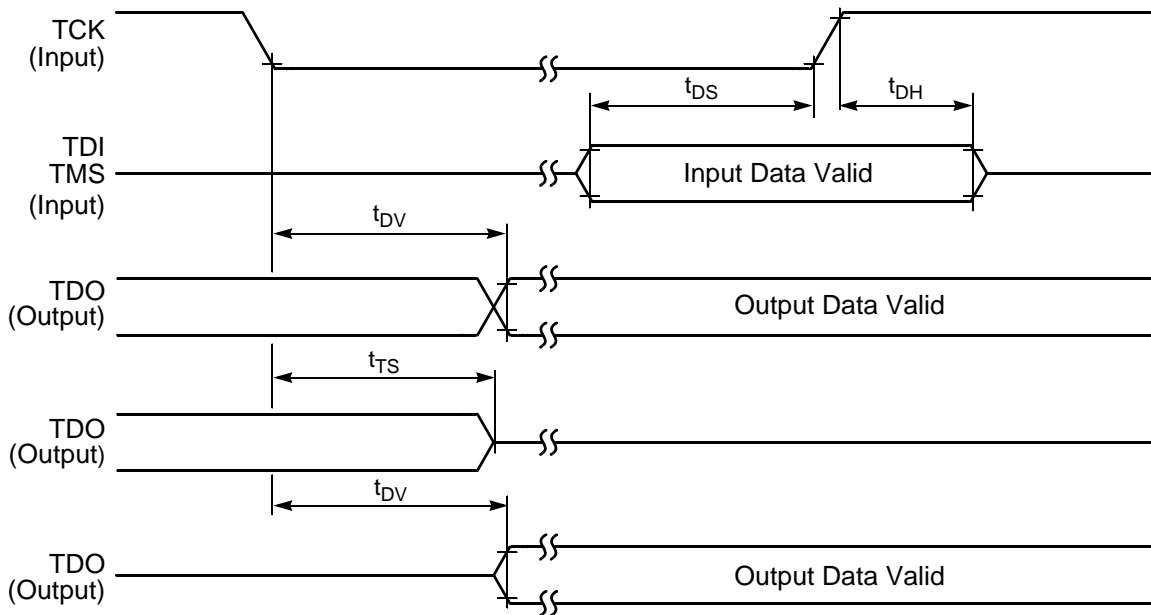 TCK
(Input)
tDS
tDH
TDI
TMS
(Input)
Input Data Valid
tDV
TDO
(Output)
Output Data Valid
tTS
TDO
(Output)
tDV
TDO
(Output)
Output Data Valid